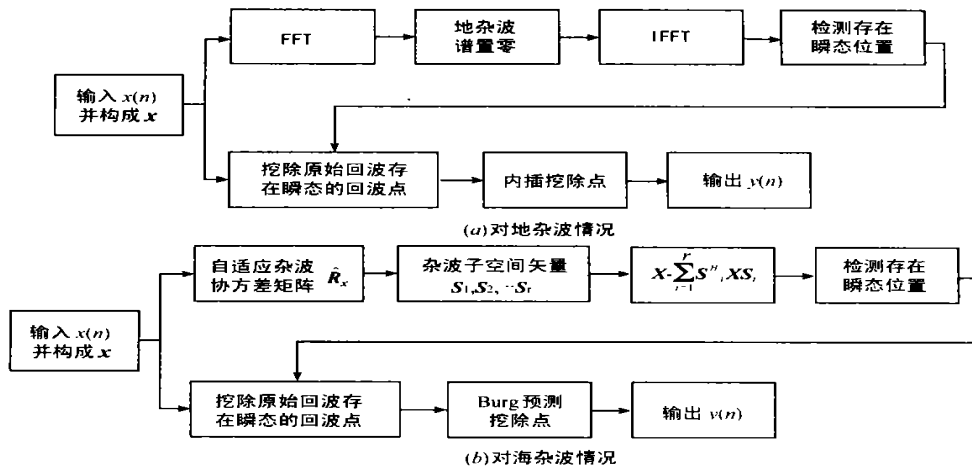 FFT
地杂波
谱置零
IFFT
检测存在
瞬态位置
输入 x(n)
并构成 x
挖除原始回波存
在瞬态的回波点
内插挖除点
输出 y(n)
(a)对地杂波情况
自适应杂波
协方差矩阵 R̂x
杂波子空间矢量
S1,S2,···Sr
X-∑S^H_i XS_i
r
i=1
检测存在
瞬态位置
输入 x(n)
并构成 x
挖除原始回波存
在瞬态的回波点
Burg 预测
挖除点
输出 y(n)
(b)对海杂波情况